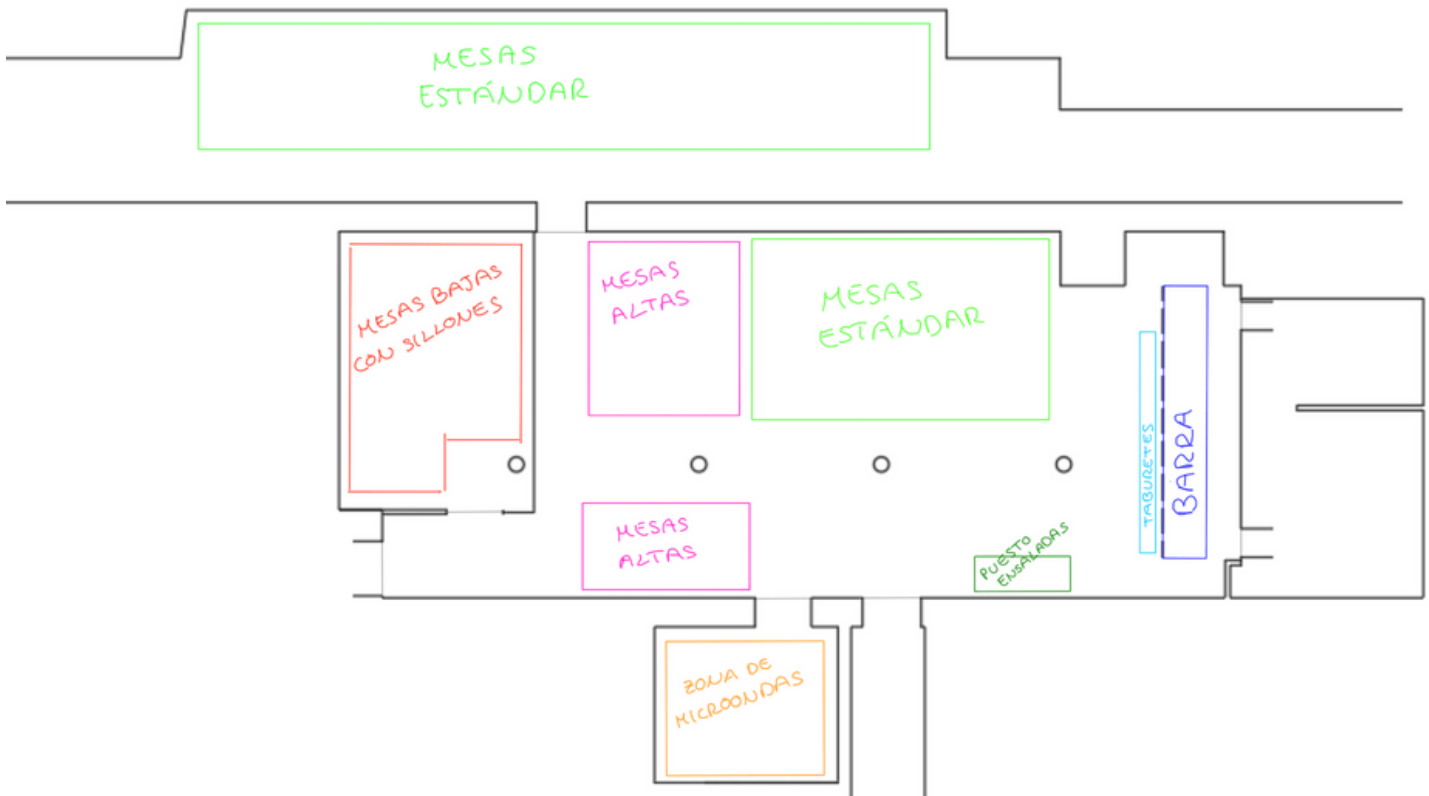 MESAS
ESTÁNDAR
MESAS BAJAS
CON SILLONES
MESAS
ALTAS
MESAS
ESTÁNDAR
TABURETES
BARRA
MESAS
ALTAS
PUESTO
ENSALADAS
ZONA DE
MICROONDAS